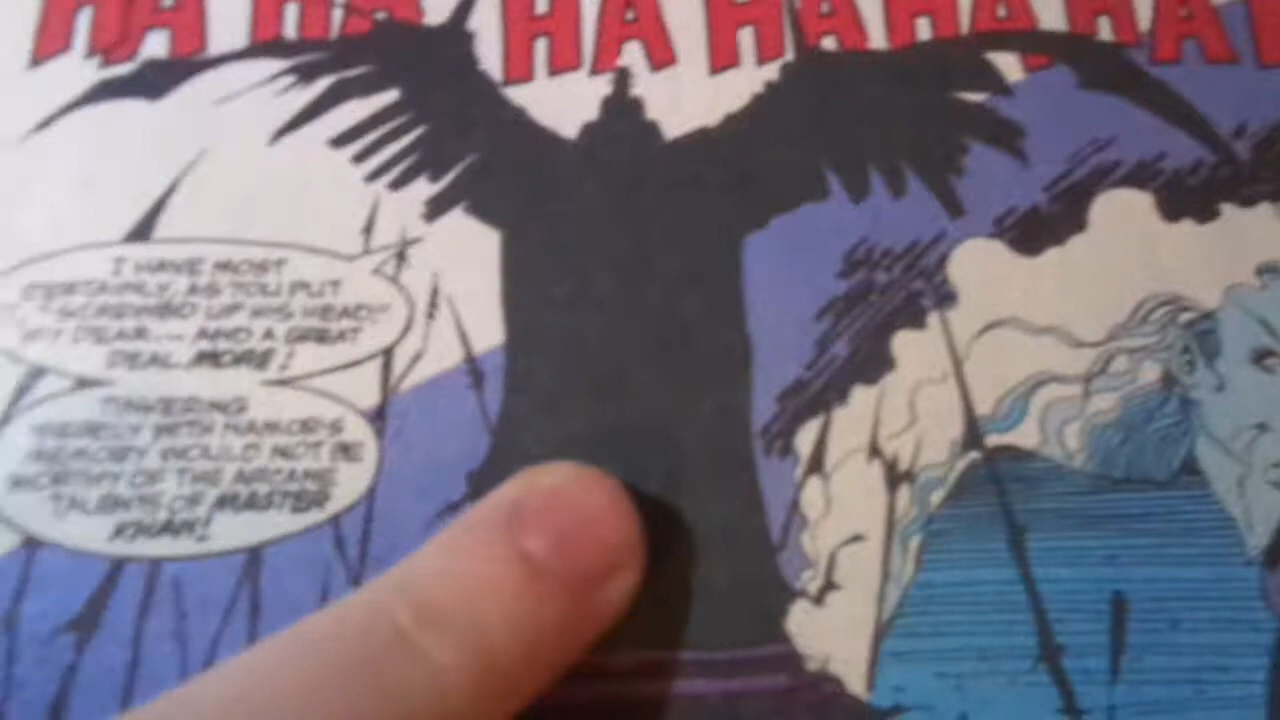 HA HA HA HA HA HA HA
I HAVE MOST
CERTAINLY, AS YOU PUT
"SCREWED UP HIS HEAD,"
MY DEAR... AND A GREAT
DEAL MORE!
TINKERING
MERELY WITH NAMOR'S
MEMORY WOULD NOT BE
WORTHY OF THE ARCANE
TALENTS OF MASTER
KHAN!